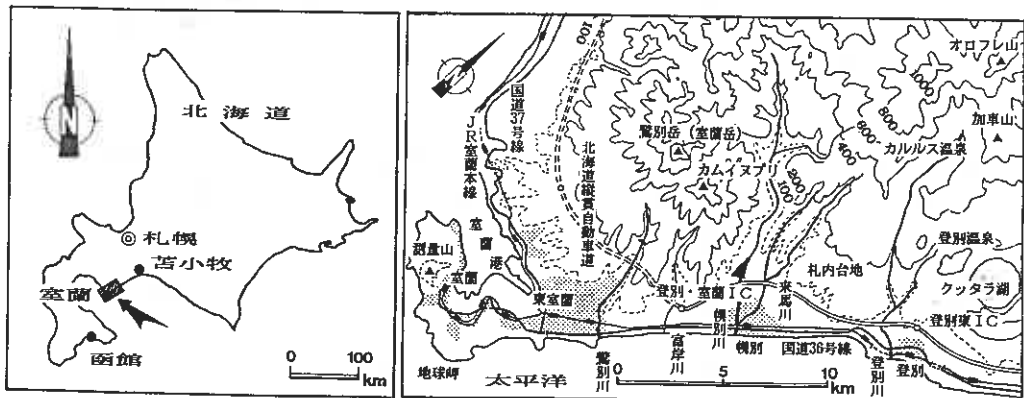 N
北海道
札幌
苫小牧
室蘭
函館
0 100
km
オロフレ山
1000
800
600
400
200
100
100
加車山
カルルス温泉
国道37号線
JR室蘭本線
北海道縦貫自動車道
鷲別岳(室蘭岳)
カムイヌプリ
室蘭港
測量山
室蘭
東室蘭
登別・室蘭IC
札内台地
登別温泉
クッタラ湖
登別東IC
来馬川
幌別川
幌別
国道36号線
富岸川
鷲別川
登別川
登別
地球岬
太平洋
0 5 10
km